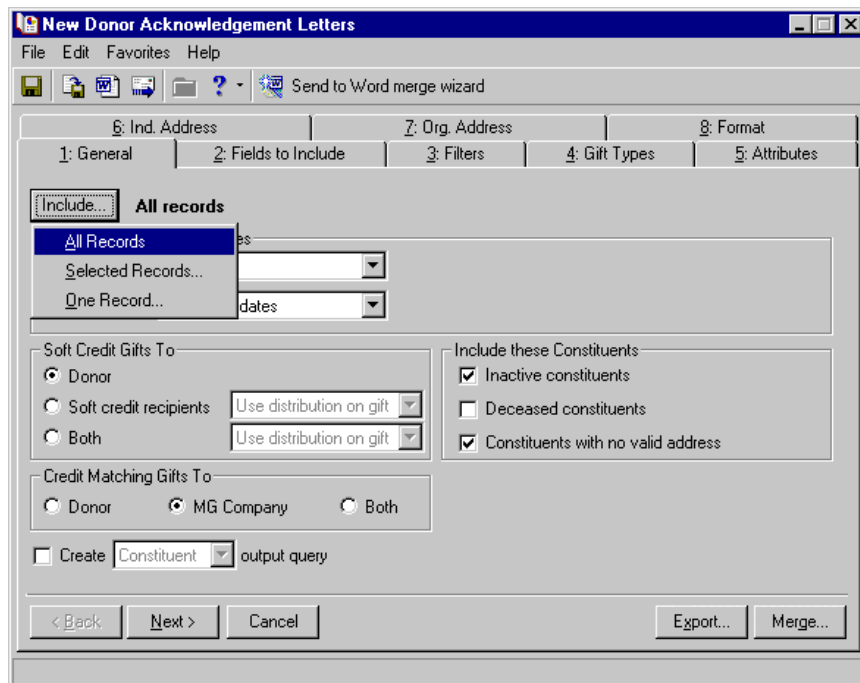 New Donor Acknowledgement Letters
File Edit Favorites Help
Send to Word merge wizard
6: Ind. Address 7: Org. Address 8: Format
1: General 2: Fields to Include 3: Filters 4: Gift Types 5: Attributes
Include... All records
All Records
Selected Records...
dates
One Record...
Soft Credit Gifts To
Donor
Soft credit recipients Use distribution on gift
Both Use distribution on gift
Include these Constituents
Inactive constituents
Deceased constituents
Constituents with no valid address
Credit Matching Gifts To
Donor MG Company Both
Create Constituent output query
< Back Next > Cancel Export... Merge...